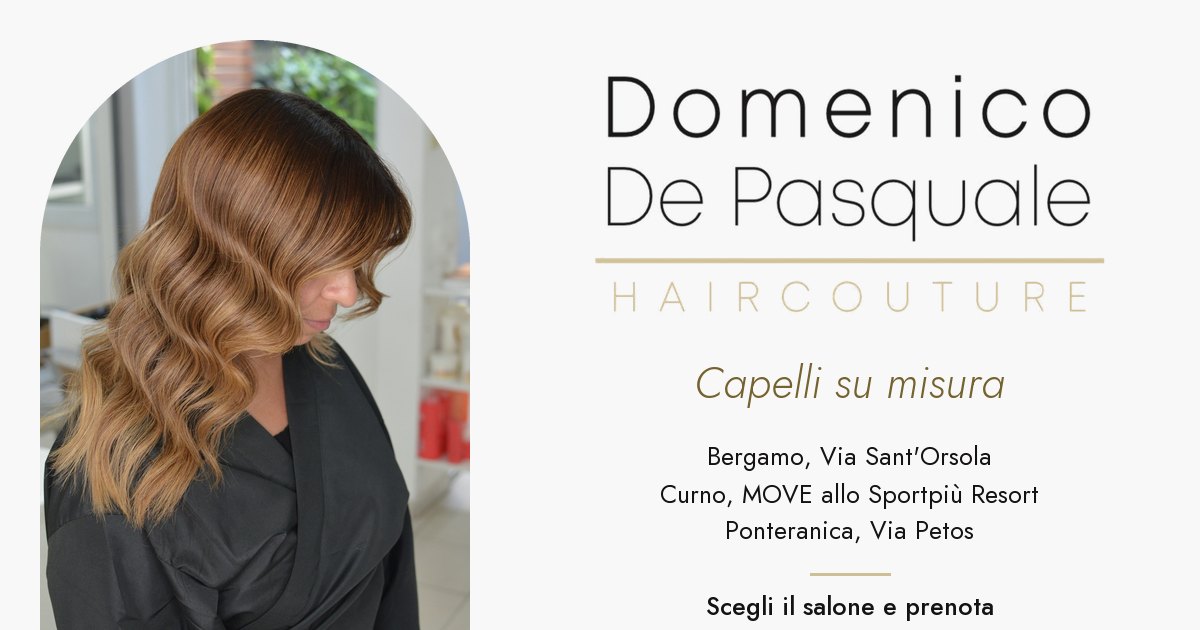 Domenico
De Pasquale
HAIRCOUTURE
Capelli su misura
Bergamo, Via Sant'Orsola
Curno, MOVE allo Sportpiù Resort
Ponteranica, Via Petos
Scegli il salone e prenota